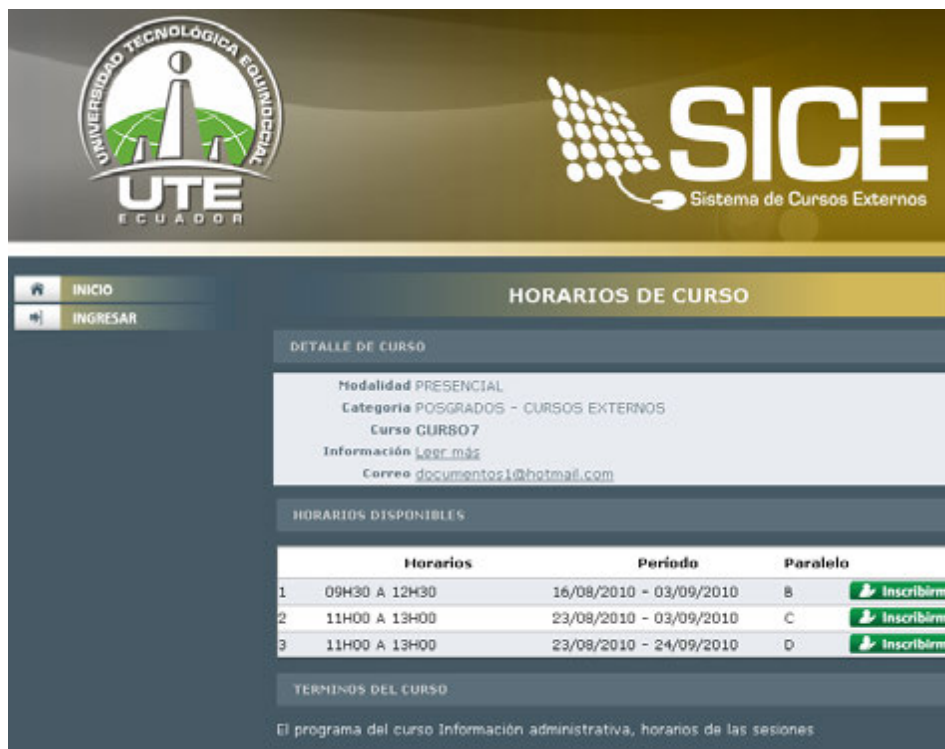 UNIVERSIDAD TECNOLÓGICA EQUINOCCIAL
UTE
ECUADOR
SICE
Sistema de Cursos Externos
INICIO
INGRESAR
HORARIOS DE CURSO
DETALLE DE CURSO
Modalidad PRESENCIAL
Categoria POSGRADOS - CURSOS EXTERNOS
Curso CURSO7
Información Leer más
Correo documentos1@hotmail.com
HORARIOS DISPONIBLES
Horarios Periodo Paralelo
1 09H30 A 12H30 16/08/2010 - 03/09/2010 B Inscribirm
2 11H00 A 13H00 23/08/2010 - 03/09/2010 C Inscribirm
3 11H00 A 13H00 23/08/2010 - 24/09/2010 D Inscribirm
TERMINOS DEL CURSO
El programa del curso Información administrativa, horarios de las sesiones